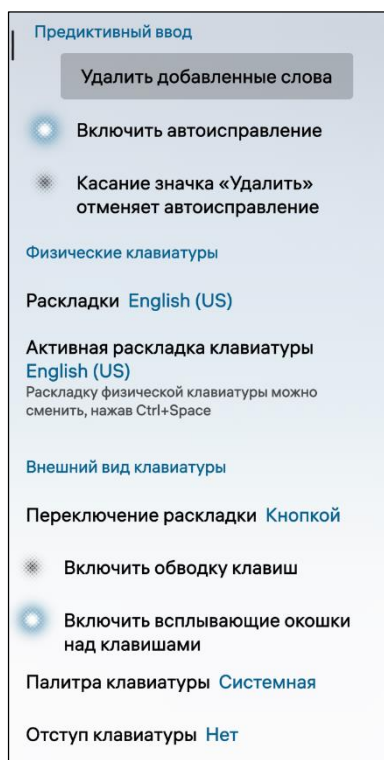 Предиктивный ввод
Удалить добавленные слова
Включить автоисправление
Касание значка «Удалить»
отменяет автоисправление
Физические клавиатуры
Раскладки English (US)
Активная раскладка клавиатуры
English (US)
Раскладку физической клавиатуры можно
сменить, нажав Ctrl+Space
Внешний вид клавиатуры
Переключение раскладки Кнопкой
Включить обводку клавиш
Включить всплывающие окошки
над клавишами
Палитра клавиатуры Системная
Отступ клавиатуры Нет